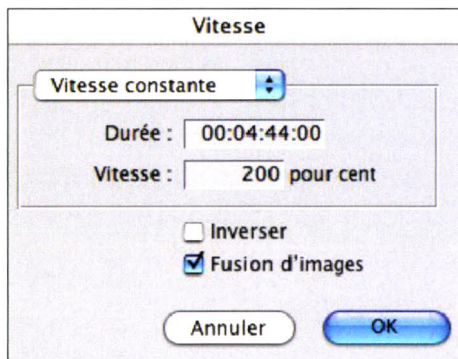 Vitesse
Vitesse constante
Durée : 00:04:44:00
Vitesse : 200 pour cent
Inverser
Fusion d'images
Annuler OK